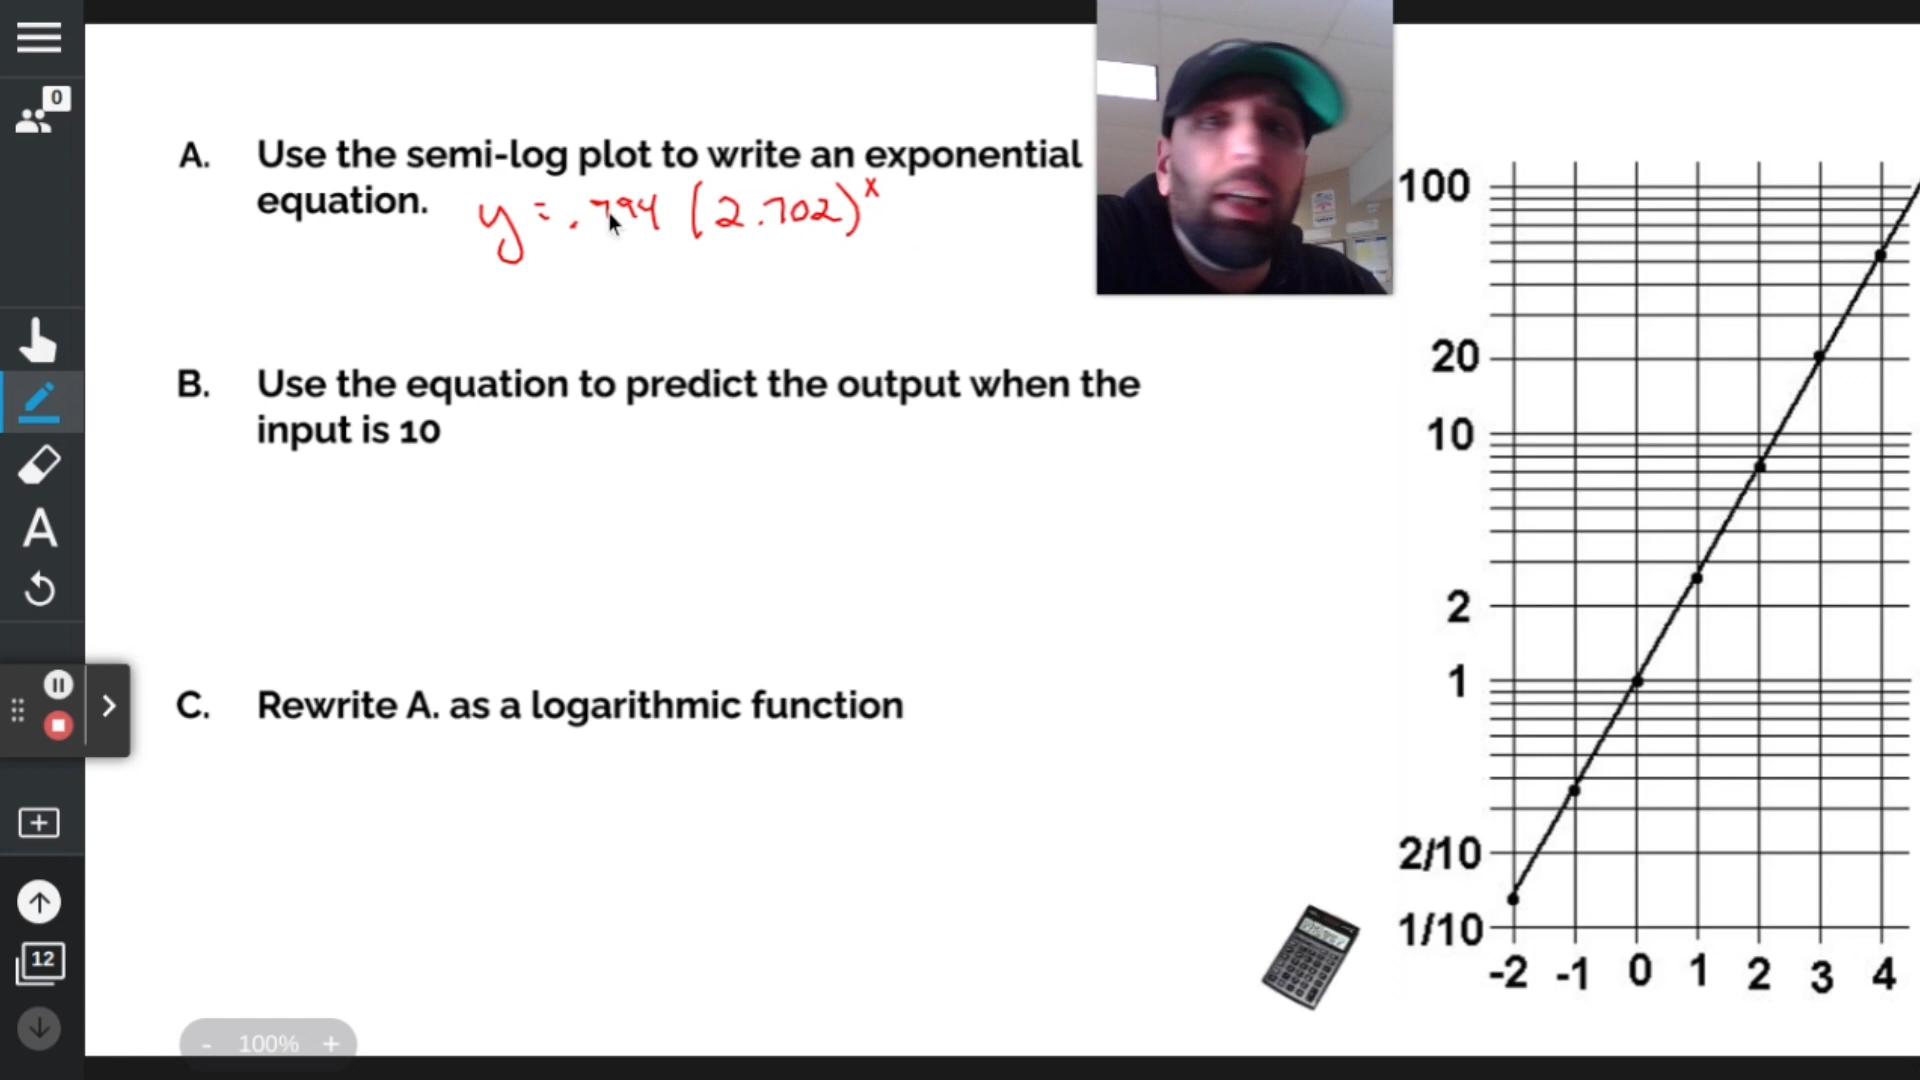 0
A. Use the semi-log plot to write an exponential
equation. y = .794 (2.702)^x
B. Use the equation to predict the output when the
input is 10
C. Rewrite A. as a logarithmic function
100
20
10
2
1
2/10
1/10
-2 -1 0 1 2 3 4
A
12
- 100% +